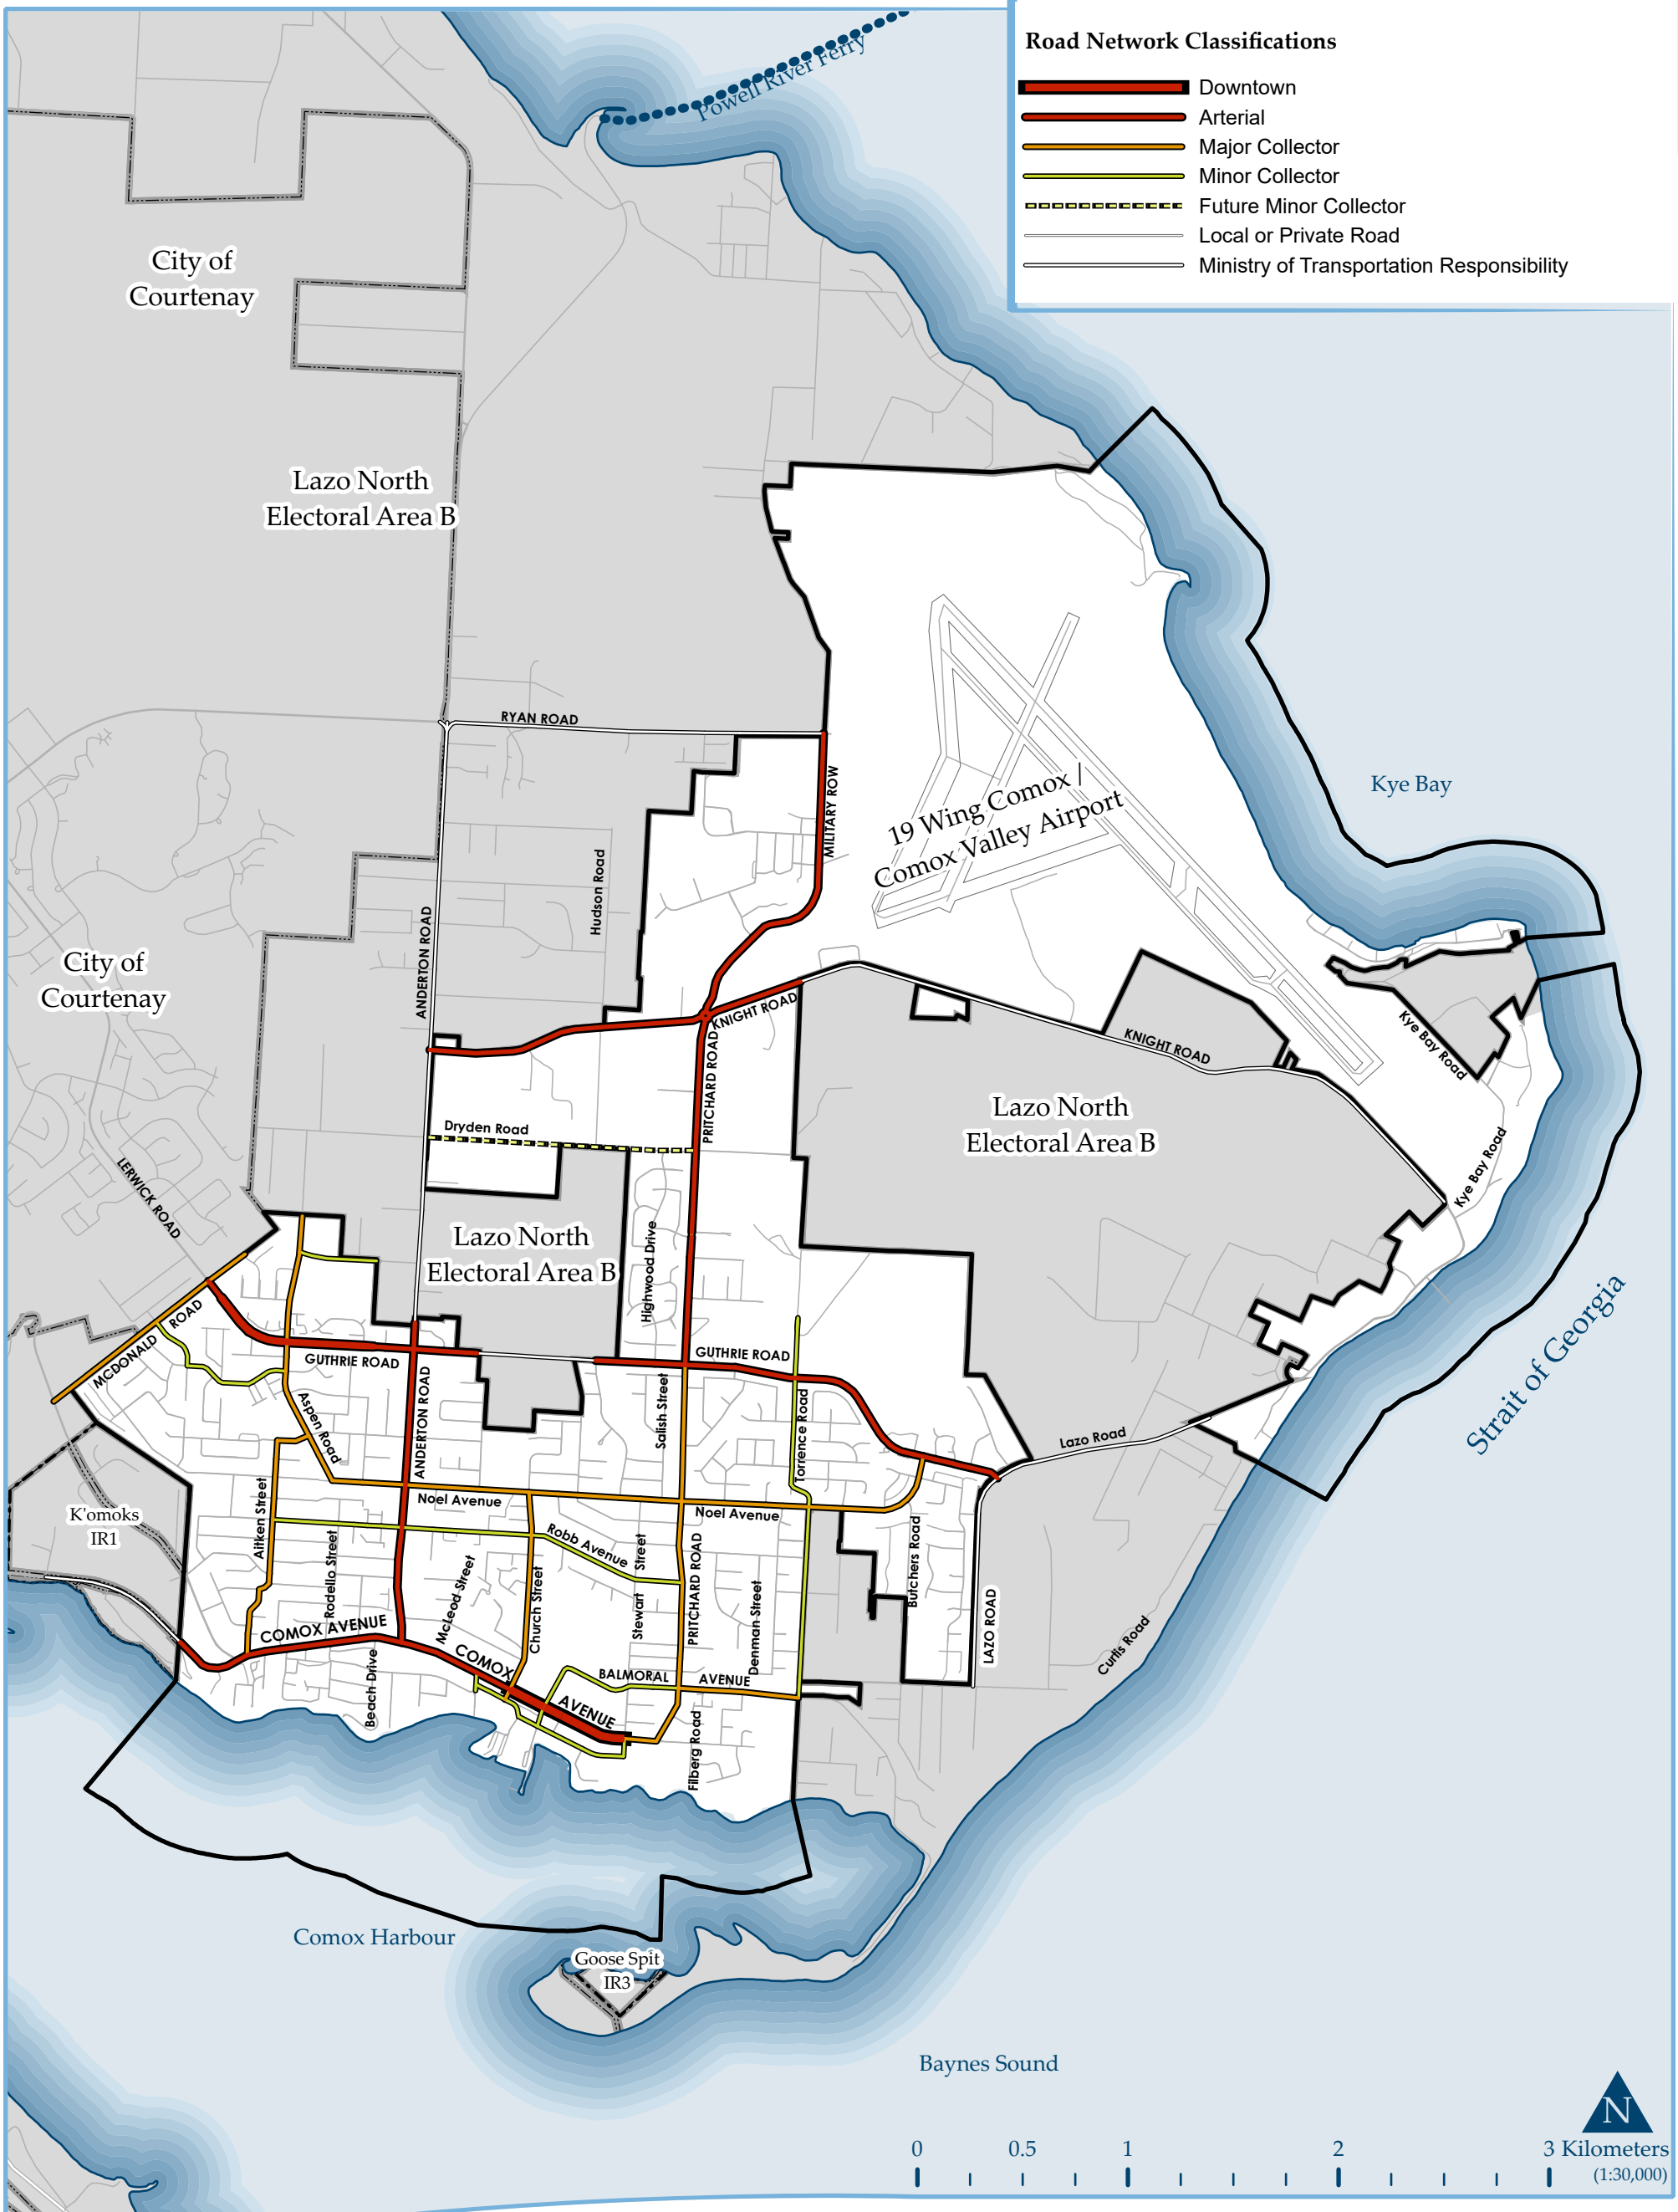 Powell River Ferry
Road Network Classifications
Downtown
Arterial
Major Collector
Minor Collector
Future Minor Collector
Local or Private Road
Ministry of Transportation Responsibility
City of
Courtenay
Lazo North
Electoral Area B
RYAN ROAD
MILITARY ROW
19 Wing Comox |
Comox Valley Airport
Kye Bay
Hudson Road
ANDERTON ROAD
City of
Courtenay
KNIGHT ROAD
KNIGHT ROAD
Kye Bay Road
PRITCHARD ROAD
Dryden Road
Lazo North
Electoral Area B
Kye Bay Road
LERWICK ROAD
Lazo North
Electoral Area B
Highwood Drive
Strait of Georgia
MCDONALD ROAD
GUTHRIE ROAD
GUTHRIE ROAD
Aspen Road
ANDERTON ROAD
Salish Street
Torrence Road
Lazo Road
K'omoks
IR1
Aitken Street
Noel Avenue
Noel Avenue
Rodello Street
McLeod Street
Robb Avenue
Church Street
Stewart Street
PRITCHARD ROAD
Denman Street
Butchers Road
LAZO ROAD
Curtis Road
COMOX AVENUE
COMOX AVENUE
Beach Drive
BALMORAL AVENUE
Filberg Road
Comox Harbour
Goose Spit
IR3
Baynes Sound
N
0 0.5 1 2 3 Kilometers
(1:30,000)